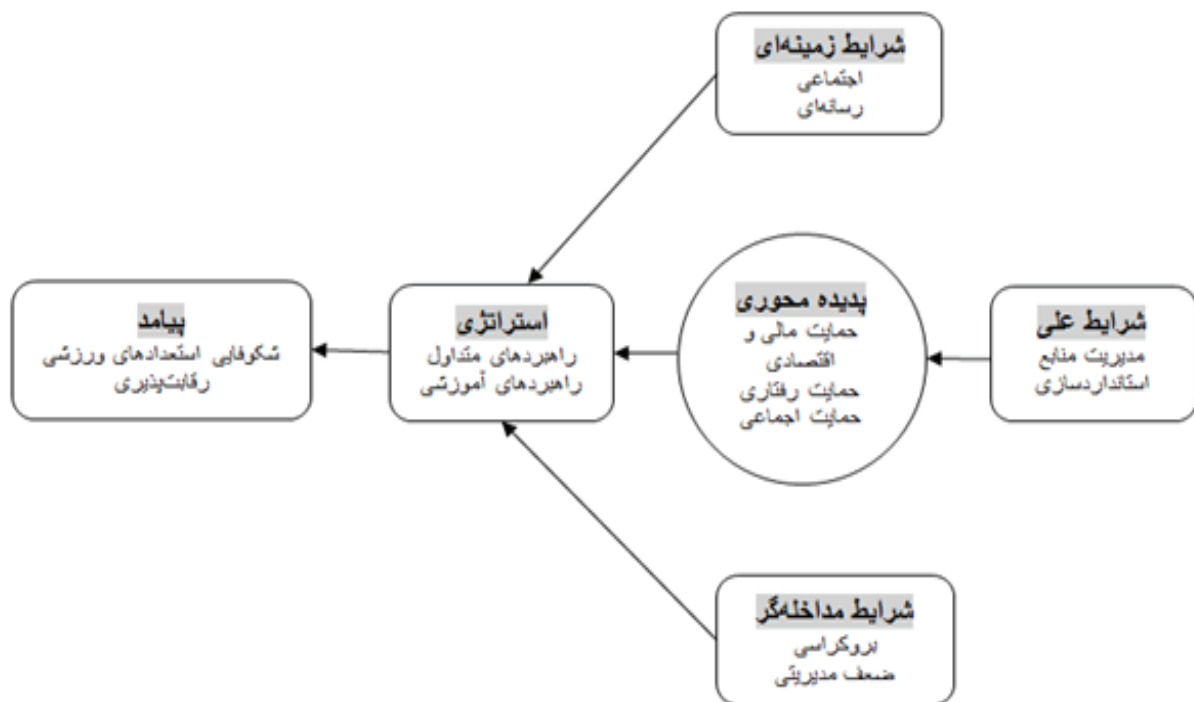 شرایط زمینه‌ای
اجتماعی
رسانه‌ای
شرایط علی
مدیریت منابع
استانداردسازی
پدیده محوری
حمایت مالی و
اقتصادی
حمایت رفتاری
حمایت اجماعی
استراتژی
راهبردهای متداول
راهبردهای آموزشی
پیامد
شکوفایی استعدادهای ورزشی
رقابت‌پذیری
شرایط مداخله‌گر
بروکراسی
ضعف مدیریتی